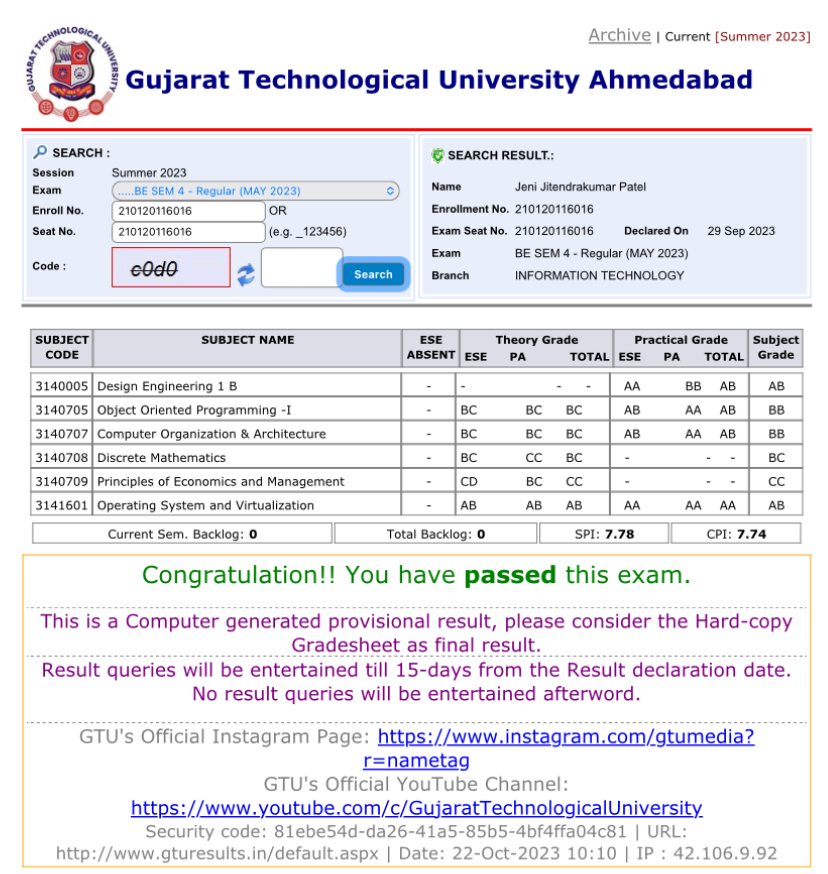 Archive | Current [Summer 2023]
GUJARAT TECHNOLOGICAL UNIVERSITY
Gujarat Technological University Ahmedabad
SEARCH :
Session Summer 2023
Exam .....BE SEM 4 - Regular (MAY 2023)
Enroll No. 210120116016 OR
Seat No. 210120116016 (e.g. _123456)
Code : c0d0 Search
SEARCH RESULT.:
Name Jeni Jitendrakumar Patel
Enrollment No. 210120116016
Exam Seat No. 210120116016 Declared On 29 Sep 2023
Exam BE SEM 4 - Regular (MAY 2023)
Branch INFORMATION TECHNOLOGY
SUBJECT CODE SUBJECT NAME ESE ABSENT Theory Grade ESE PA TOTAL Practical Grade ESE PA TOTAL Subject Grade
3140005 Design Engineering 1 B - - - - AA BB AB AB
3140705 Object Oriented Programming -I - BC BC BC AB AA AB BB
3140707 Computer Organization & Architecture - BC BC BC AB AA AB BB
3140708 Discrete Mathematics - BC CC BC - - - BC
3140709 Principles of Economics and Management - CD BC CC - - - CC
3141601 Operating System and Virtualization - AB AB AB AA AA AA AB
Current Sem. Backlog: 0 Total Backlog: 0 SPI: 7.78 CPI: 7.74
Congratulation!! You have passed this exam.
This is a Computer generated provisional result, please consider the Hard-copy
Gradesheet as final result.
Result queries will be entertained till 15-days from the Result declaration date.
No result queries will be entertained afterword.
GTU's Official Instagram Page: https://www.instagram.com/gtumedia?
r=nametag
GTU's Official YouTube Channel:
https://www.youtube.com/c/GujaratTechnologicalUniversity
Security code: 81ebe54d-da26-41a5-85b5-4bf4ffa04c81 | URL:
http://www.gturesults.in/default.aspx | Date: 22-Oct-2023 10:10 | IP : 42.106.9.92